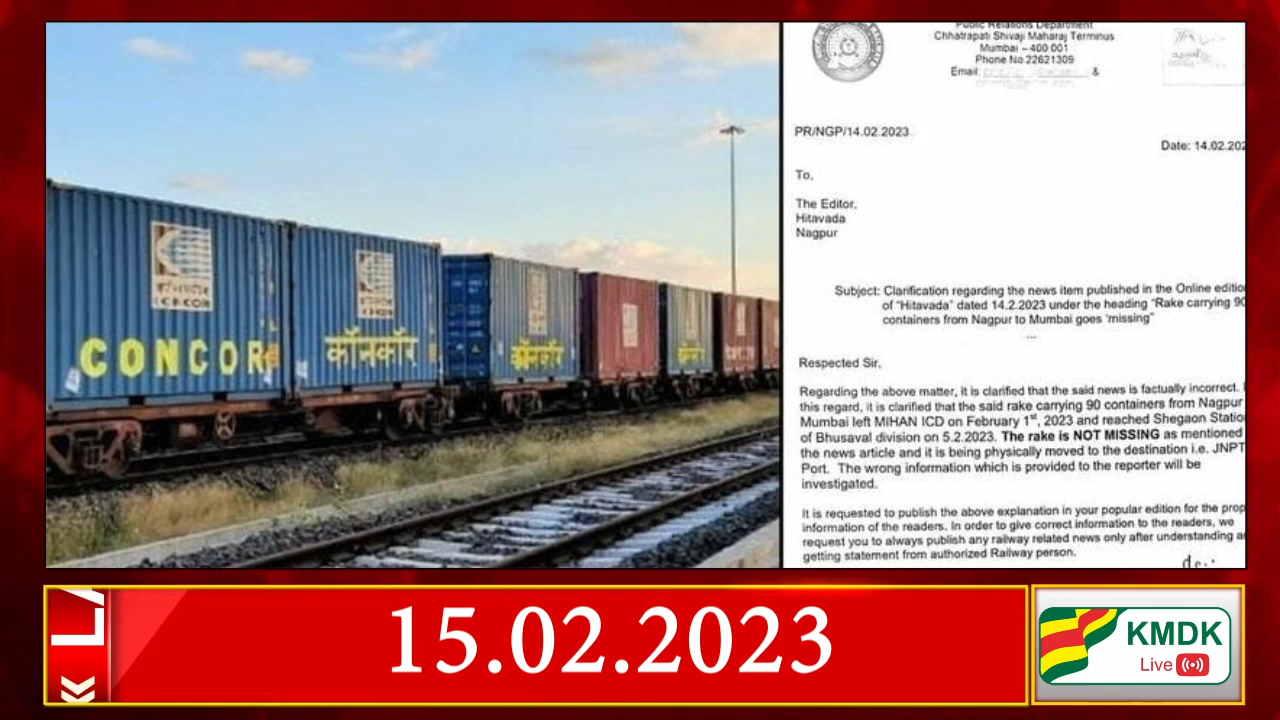 CONCOR
कॉनकॉर
कॉनकॉर
Public Relations Department
Chhatrapati Shivaji Maharaj Terminus
Mumbai – 400 001
Phone No 22621309
Email: &
PR/NGP/14.02.2023
Date: 14.02.202
To,
The Editor,
Hitavada
Nagpur
Subject: Clarification regarding the news item published in the Online editio
of “Hitavada” dated 14.2.2023 under the heading “Rake carrying 90
containers from Nagpur to Mumbai goes ‘missing”
...
Respected Sir,
Regarding the above matter, it is clarified that the said news is factually incorrect.
this regard, it is clarified that the said rake carrying 90 containers from Nagpur
Mumbai left MIHAN ICD on February 1st, 2023 and reached Shegaon Statio
of Bhusaval division on 5.2.2023. The rake is NOT MISSING as mentioned
the news article and it is being physically moved to the destination i.e. JNPT
Port. The wrong information which is provided to the reporter will be
investigated.
It is requested to publish the above explanation in your popular edition for the prop
information of the readers. In order to give correct information to the readers, we
request you to always publish any railway related news only after understanding a
getting statement from authorized Railway person.
15.02.2023
KMDK
Live